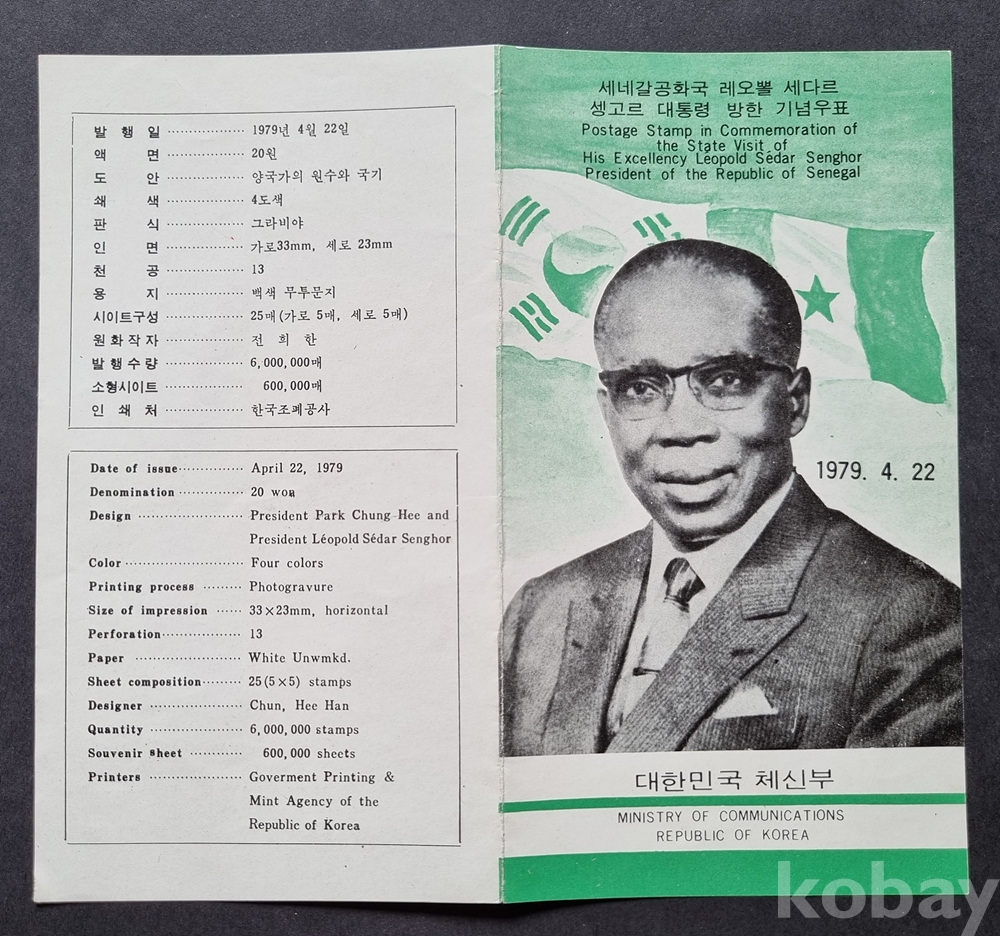 발 행 일 ················· 1979년 4월 22일
액 면 ················· 20원
도 안 ················· 양국가의 원수와 국기
쇄 색 ················· 4도색
판 식 ················· 그라비야
인 면 ················· 가로33mm, 세로 23mm
천 공 ················· 13
용 지 ················· 백색 무투문지
시이트구성 ················· 25매(가로 5매, 세로 5매)
원화작자 ················· 전 희 한
발행수량 ················· 6,000,000매
소형시이트 ················· 600,000매
인 쇄 처 ················· 한국조폐공사
Date of issue··············· April 22, 1979
Denomination ··············· 20 won
Design ························ President Park Chung Hee and
President Léopold Sédar Senghor
Color··························· Four colors
Printing process ········ Photogravure
Size of impression ······ 33×23mm, horizontal
Perforation·················· 13
Paper ························ White Unwmkd.
Sheet composition········· 25(5×5) stamps
Designer ····················· Chun, Hee Han
Quantity ····················· 6,000,000 stamps
Souvenir sheet ············ 600,000 sheets
Printers ····················· Goverment Printing &
Mint Agency of the
Republic of Korea
세네갈공화국 레오뽈 세다르
셍고르 대통령 방한 기념우표
Postage Stamp in Commemoration of
the State Visit of
His Excellency Léopold Sédar Senghor
President of the Republic of Senegal
1979. 4. 22
대한민국 체신부
MINISTRY OF COMMUNICATIONS
REPUBLIC OF KOREA
kobay